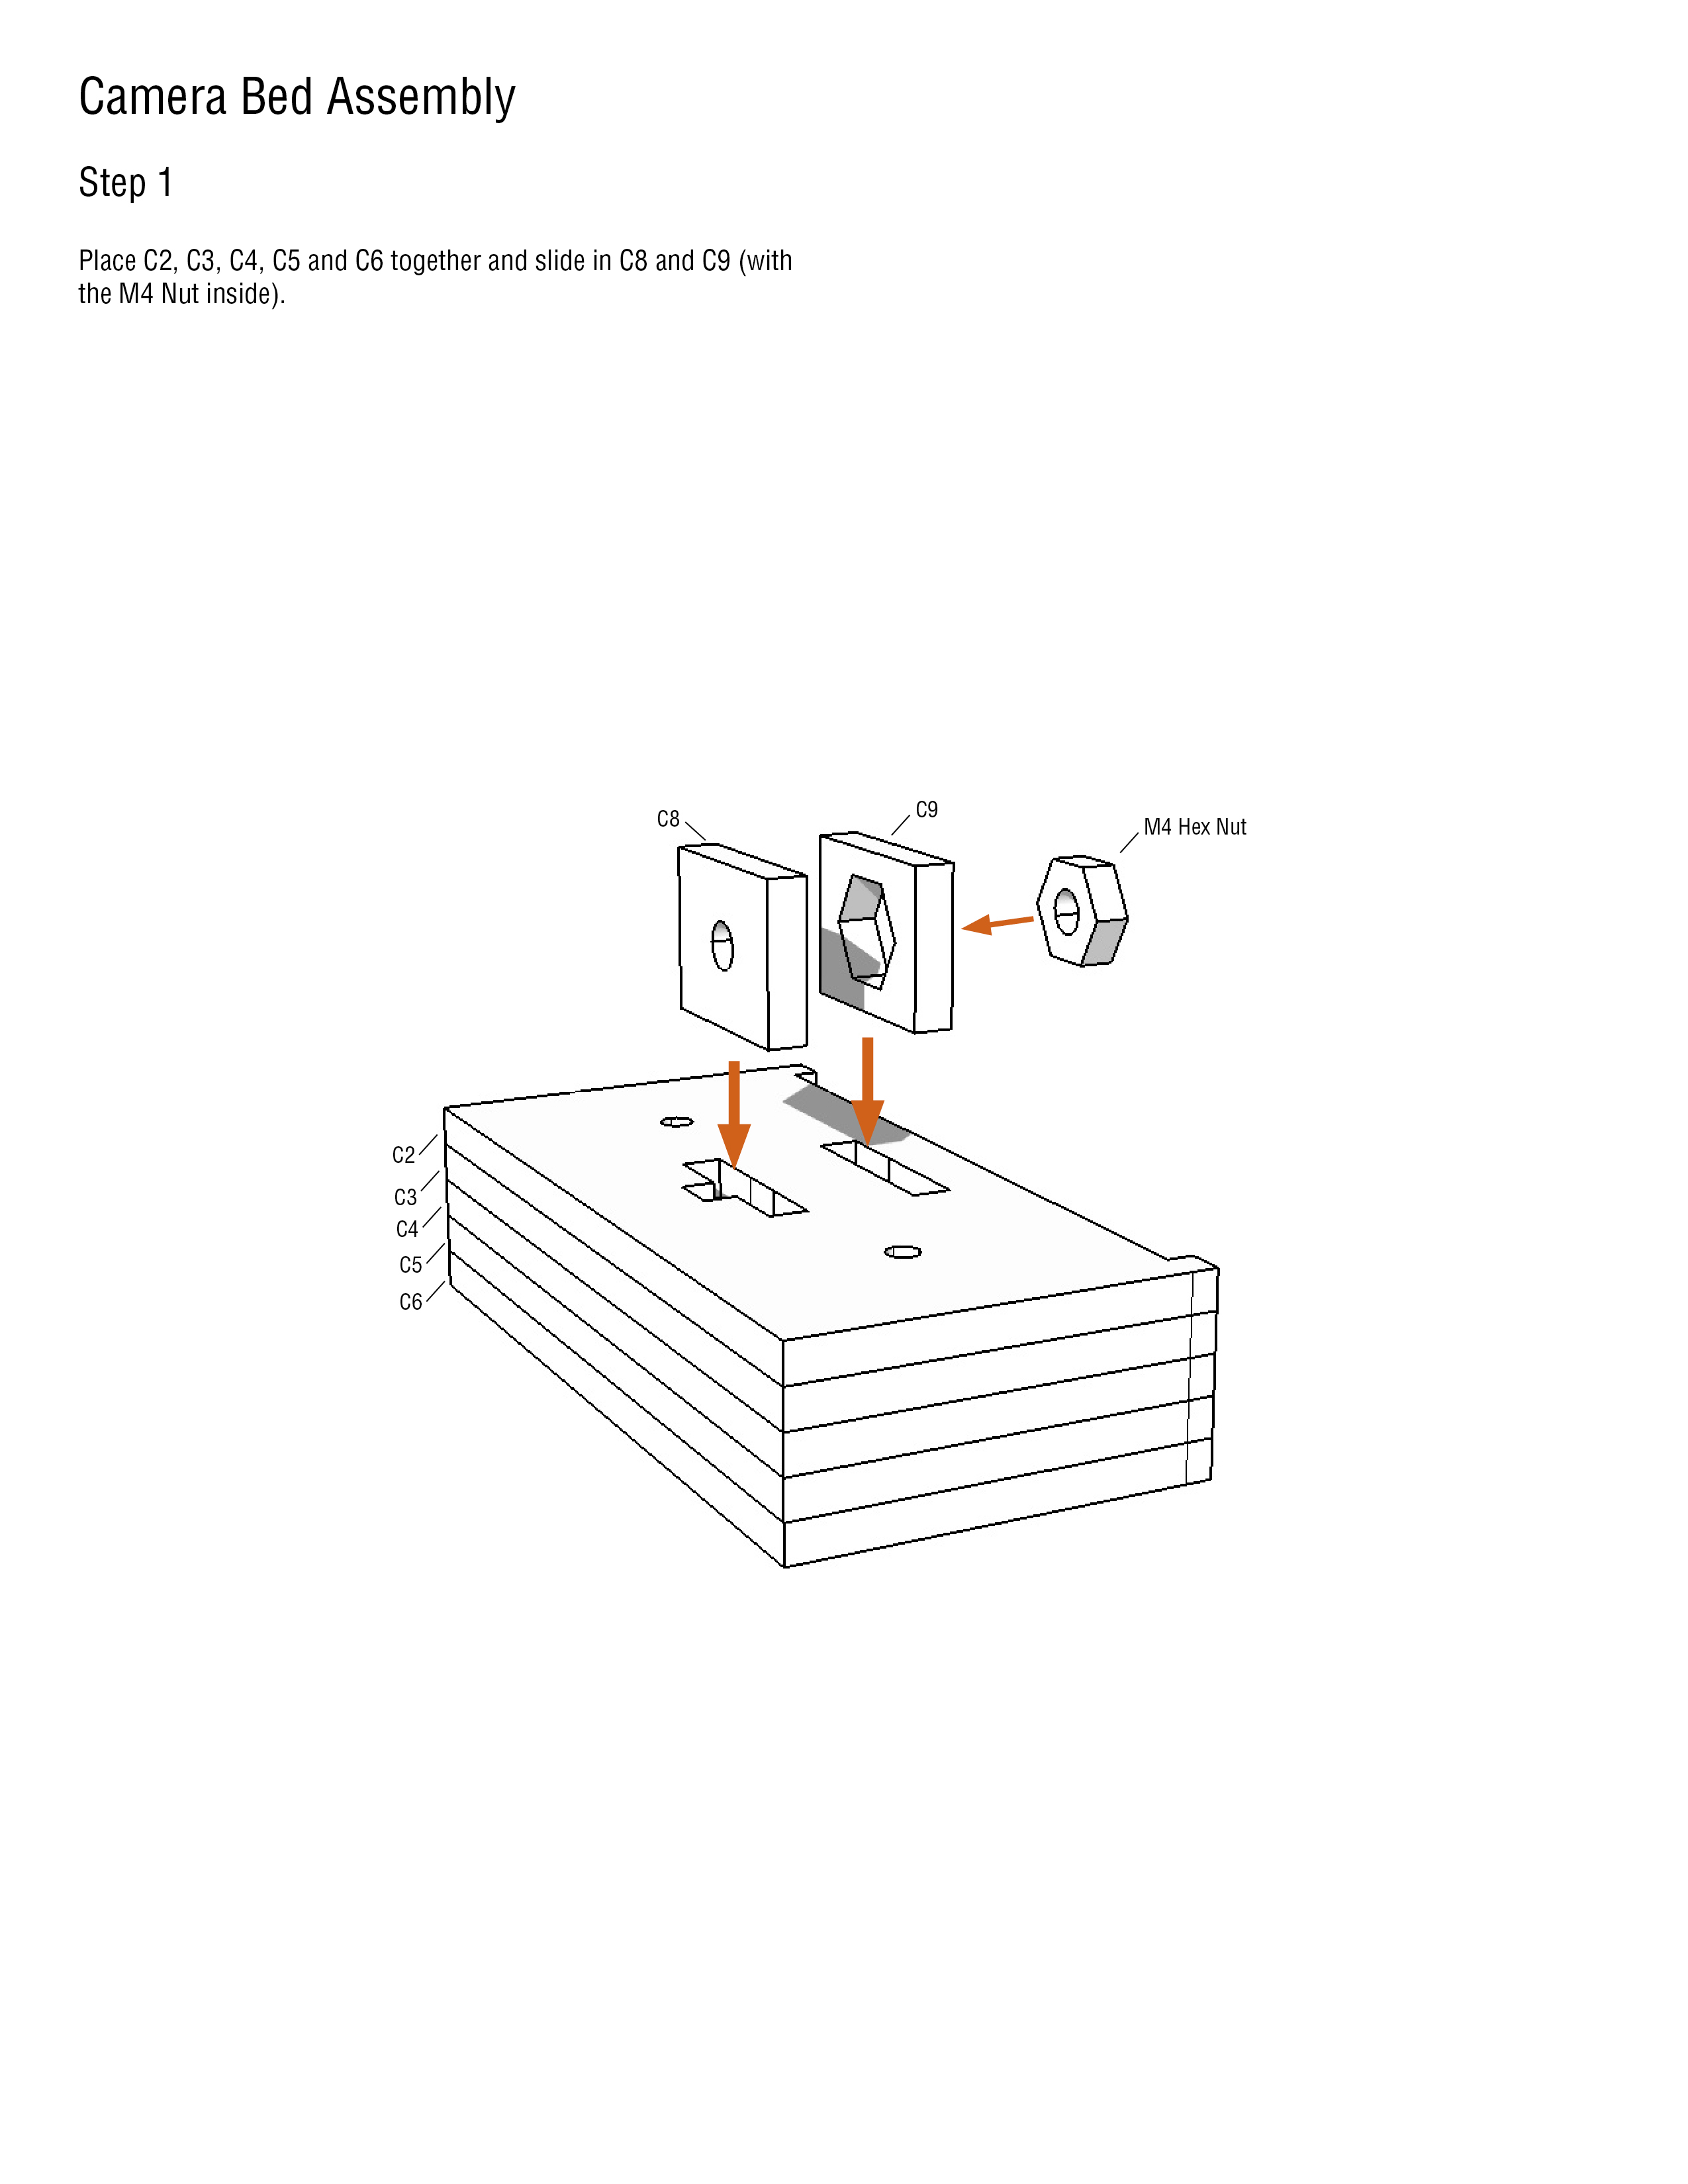 Camera Bed Assembly
Step 1
Place C2, C3, C4, C5 and C6 together and slide in C8 and C9 (with
the M4 Nut inside).
C8
C9
M4 Hex Nut
C2
C3
C4
C5
C6